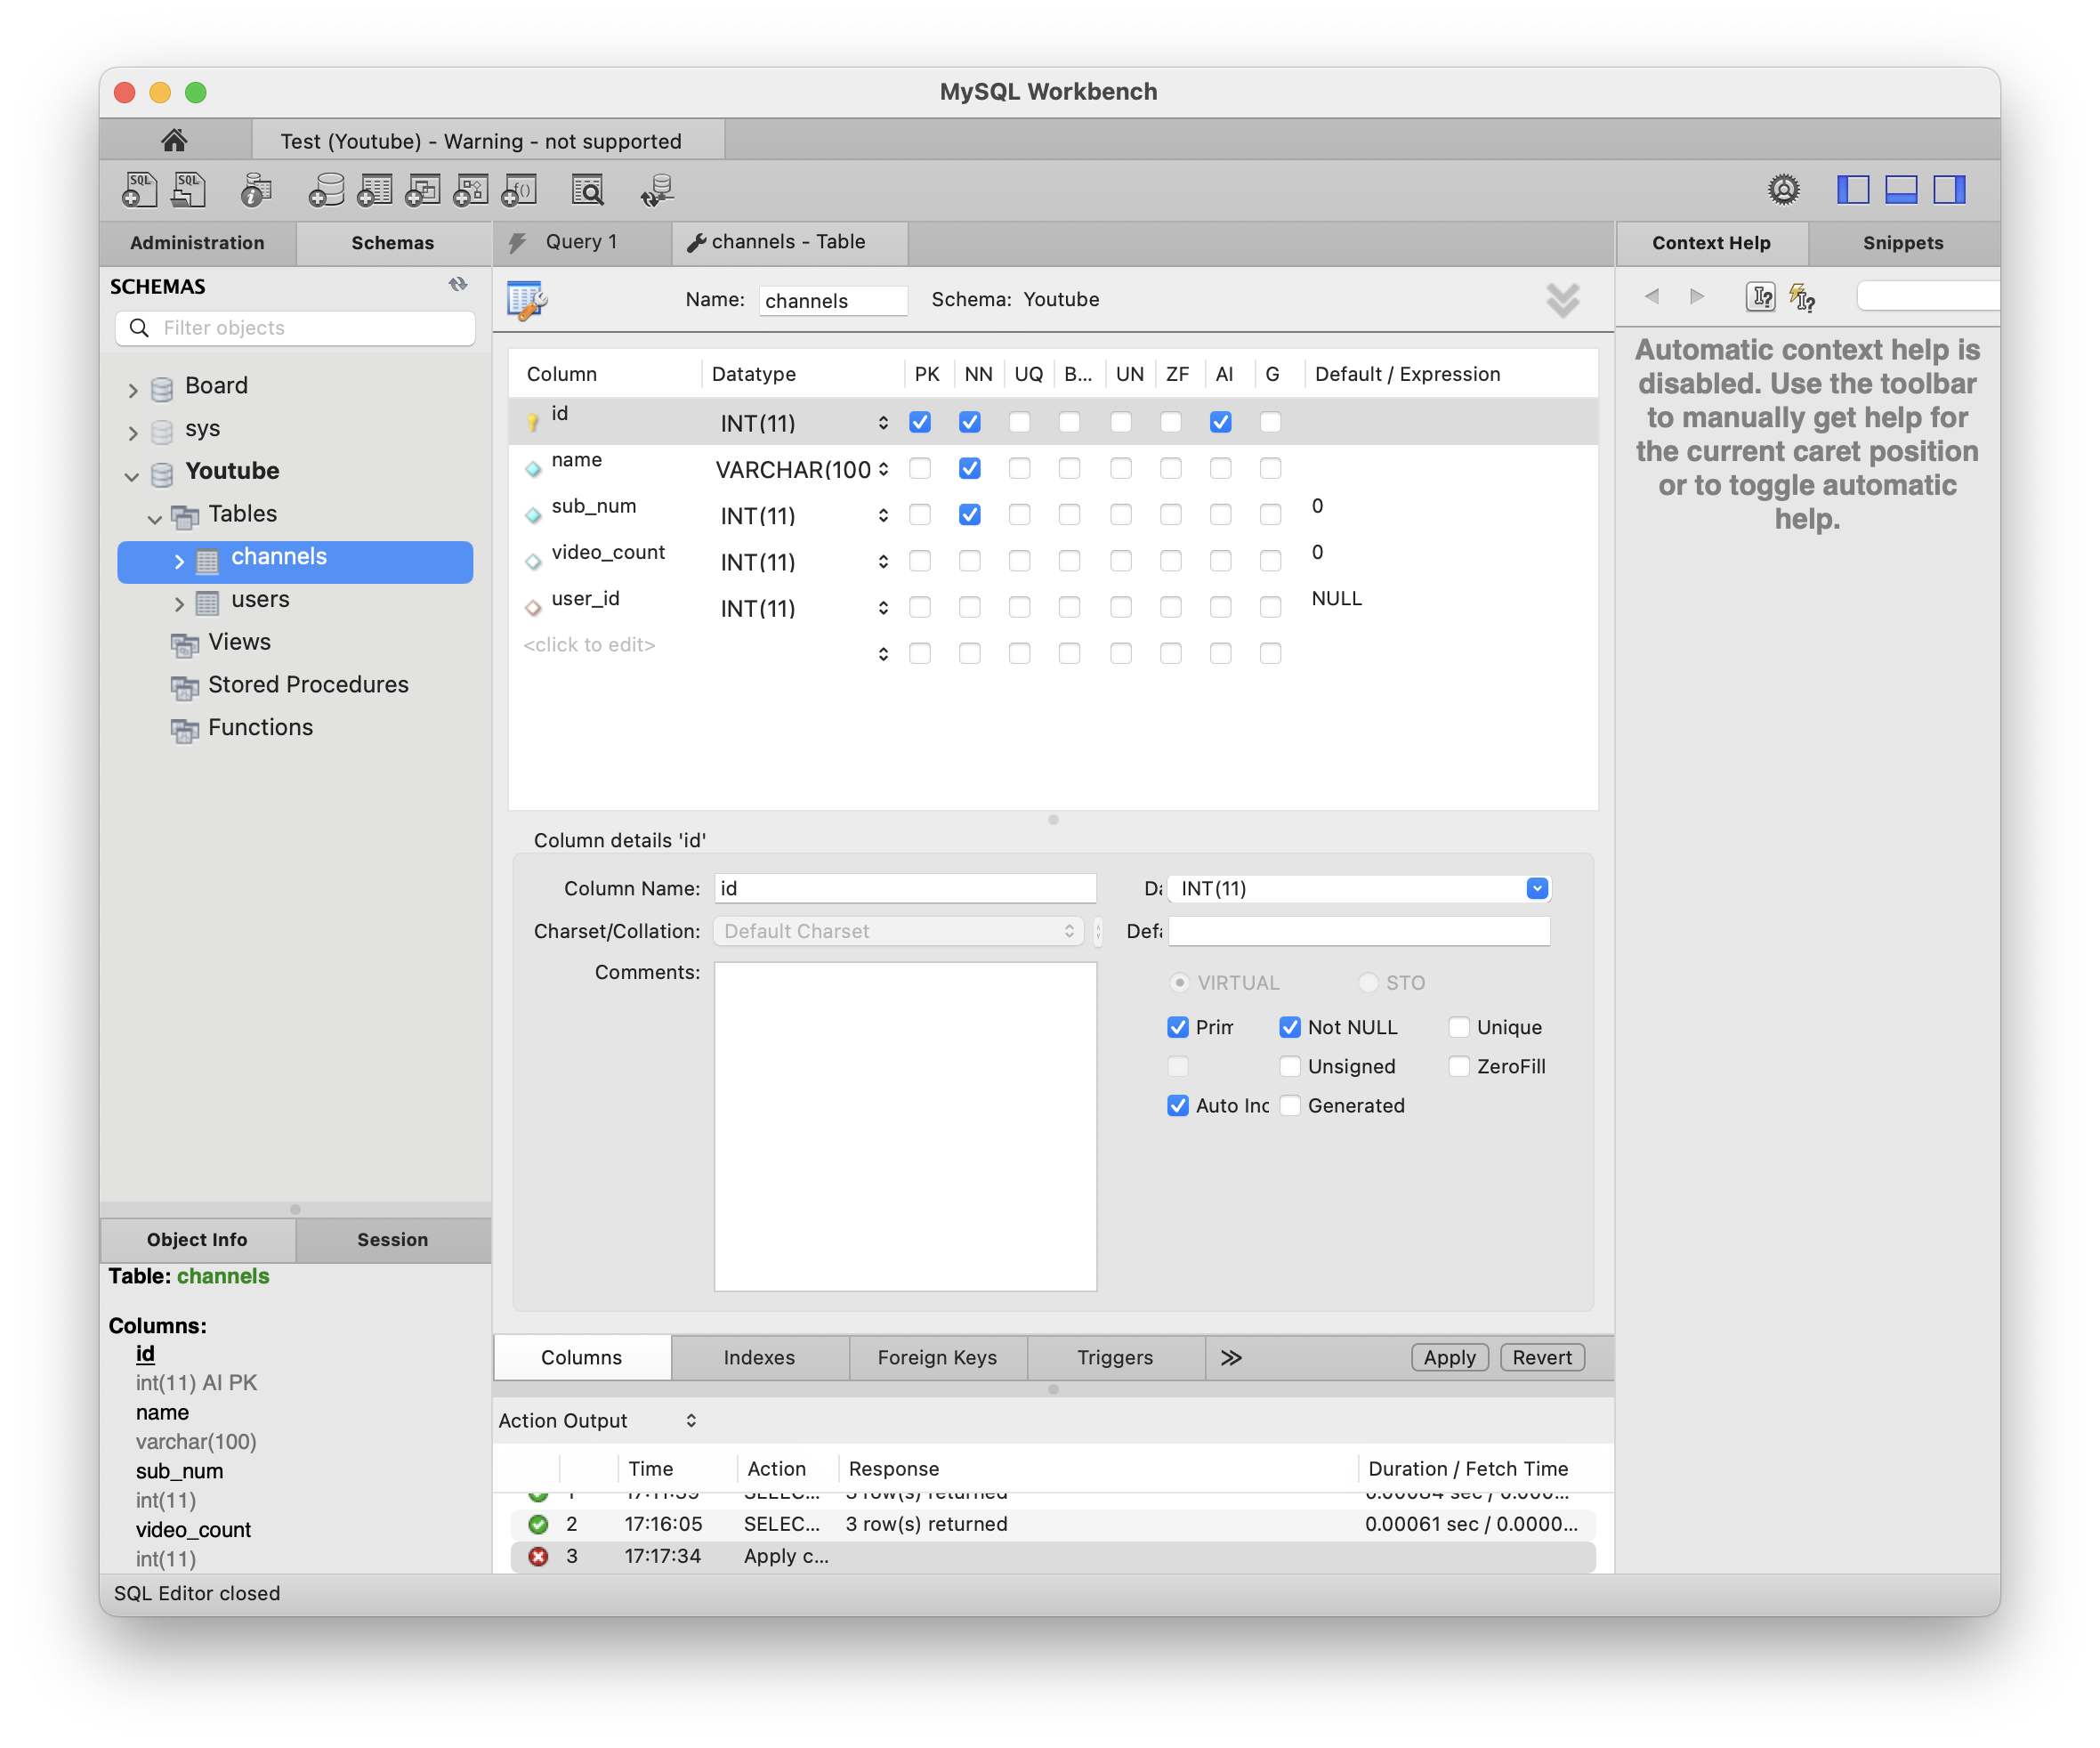 MySQL Workbench
Test (Youtube) - Warning - not supported
Administration
Schemas
Query 1
channels - Table
Context Help
Snippets
SCHEMAS
Filter objects
Board
sys
Youtube
Tables
channels
users
Views
Stored Procedures
Functions
Name: channels Schema: Youtube
Column Datatype PK NN UQ B... UN ZF AI G Default / Expression
id INT(11)
name VARCHAR(100
sub_num INT(11) 0
video_count INT(11) 0
user_id INT(11) NULL
<click to edit>
Column details 'id'
Column Name: id
INT(11)
Charset/Collation: Default Charset
Comments:
VIRTUAL STO
Prim Not NULL Unique
Unsigned ZeroFill
Auto Inc Generated
Columns Indexes Foreign Keys Triggers Apply Revert
Action Output
Time Action Response Duration / Fetch Time
2 17:16:05 SELEC... 3 row(s) returned 0.00061 sec / 0.0000...
3 17:17:34 Apply c...
Automatic context help is
disabled. Use the toolbar
to manually get help for
the current caret position
or to toggle automatic
help.
Object Info
Session
Table: channels
Columns:
id
int(11) AI PK
name
varchar(100)
sub_num
int(11)
video_count
int(11)
SQL Editor closed